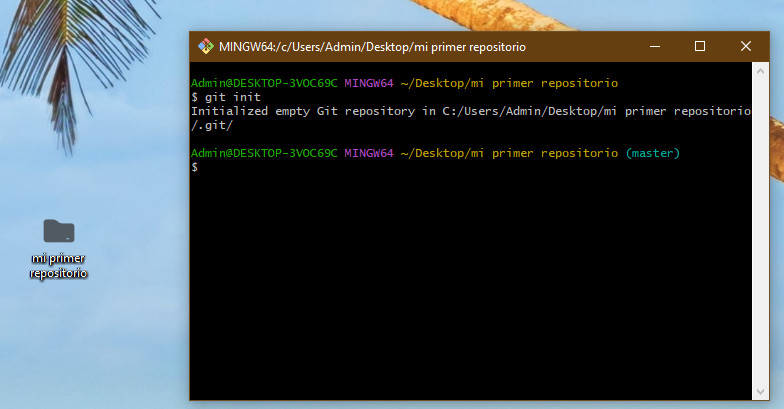 MINGW64:/c/Users/Admin/Desktop/mi primer repositorio
Admin@DESKTOP-3VOC69C MINGW64 ~/Desktop/mi primer repositorio
$ git init
Initialized empty Git repository in C:/Users/Admin/Desktop/mi primer repositorio
/.git/
Admin@DESKTOP-3VOC69C MINGW64 ~/Desktop/mi primer repositorio (master)
$
mi primer
repositorio